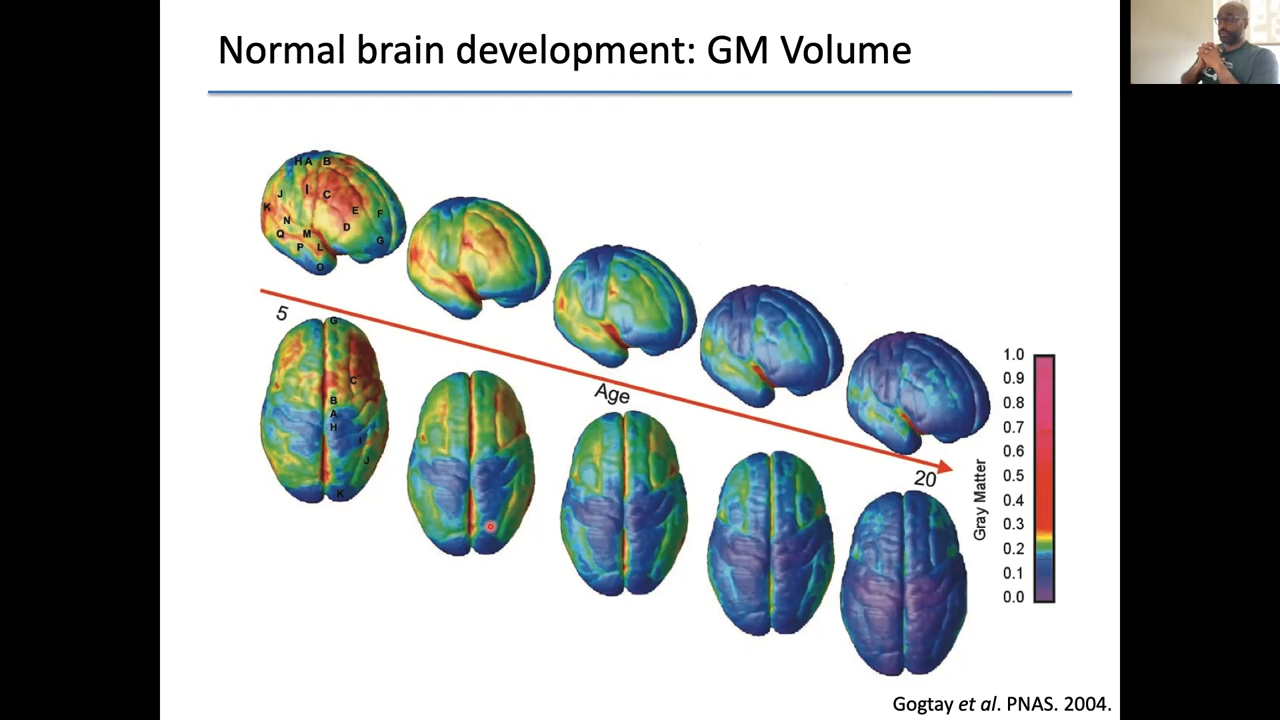 Normal brain development: GM Volume
H A B
I
J C
K E F
N D
Q M G
P L
O
5
G
C
B
A
H
I
J
K
Age
20
Gray Matter
1.0
0.9
0.8
0.7
0.6
0.5
0.4
0.3
0.2
0.1
0.0
Gogtay et al. PNAS. 2004.